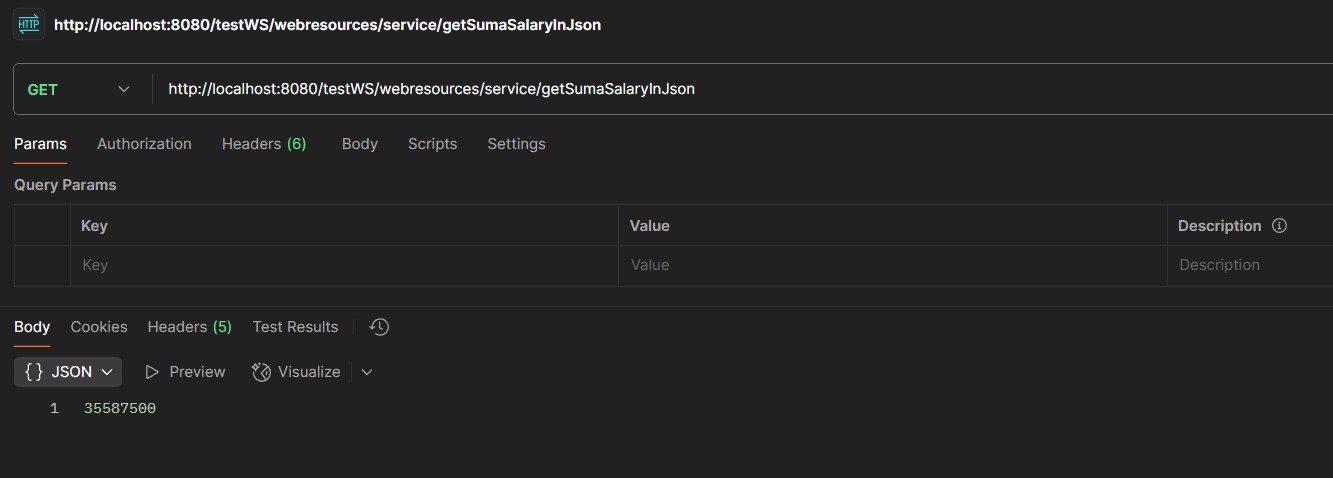 HTTP http://localhost:8080/testWS/webresources/service/getSumaSalaryInJson
GET http://localhost:8080/testWS/webresources/service/getSumaSalaryInJson
Params Authorization Headers (6) Body Scripts Settings
Query Params
Key Value Description
Key Value Description
Body Cookies Headers (5) Test Results
{} JSON Preview Visualize
1 35587500